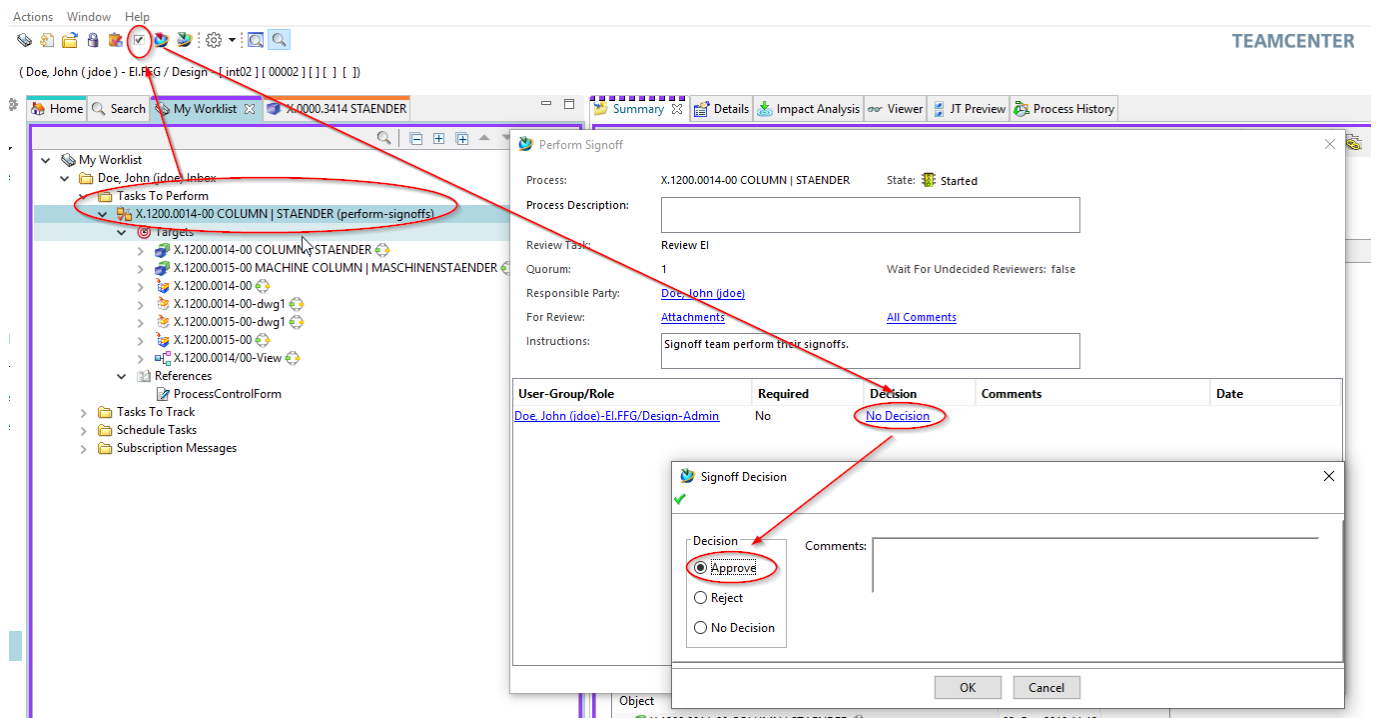 Actions Window Help
TEAMCENTER
( Doe, John ( jdoe ) - EI.FFG / Design - [ int02 ] [ 00002 ] [ ] [ ] [ ])
Home Search My Worklist X.0000.3414 STAENDER
Summary Details Impact Analysis Viewer JT Preview Process History
My Worklist
Doe, John (jdoe) Inbox
Tasks To Perform
X.1200.0014-00 COLUMN | STAENDER (perform-signoffs)
Targets
X.1200.0014-00 COLUMN | STAENDER
X.1200.0015-00 MACHINE COLUMN | MASCHINENSTAENDER
X.1200.0014-00
X.1200.0014-00-dwg1
X.1200.0015-00-dwg1
X.1200.0015-00
X.1200.0014/00-View
References
ProcessControlForm
Tasks To Track
Schedule Tasks
Subscription Messages
Perform Signoff
Process: X.1200.0014-00 COLUMN | STAENDER State: Started
Process Description:
Review Task: Review EI
Quorum: 1 Wait For Undecided Reviewers: false
Responsible Party: Doe, John (jdoe)
For Review: Attachments All Comments
Instructions: Signoff team perform their signoffs.
User-Group/Role Required Decision Comments Date
Doe, John (jdoe)-EI.FFG/Design-Admin No No Decision
Signoff Decision
Decision
Comments:
Approve
Reject
No Decision
OK Cancel
Object